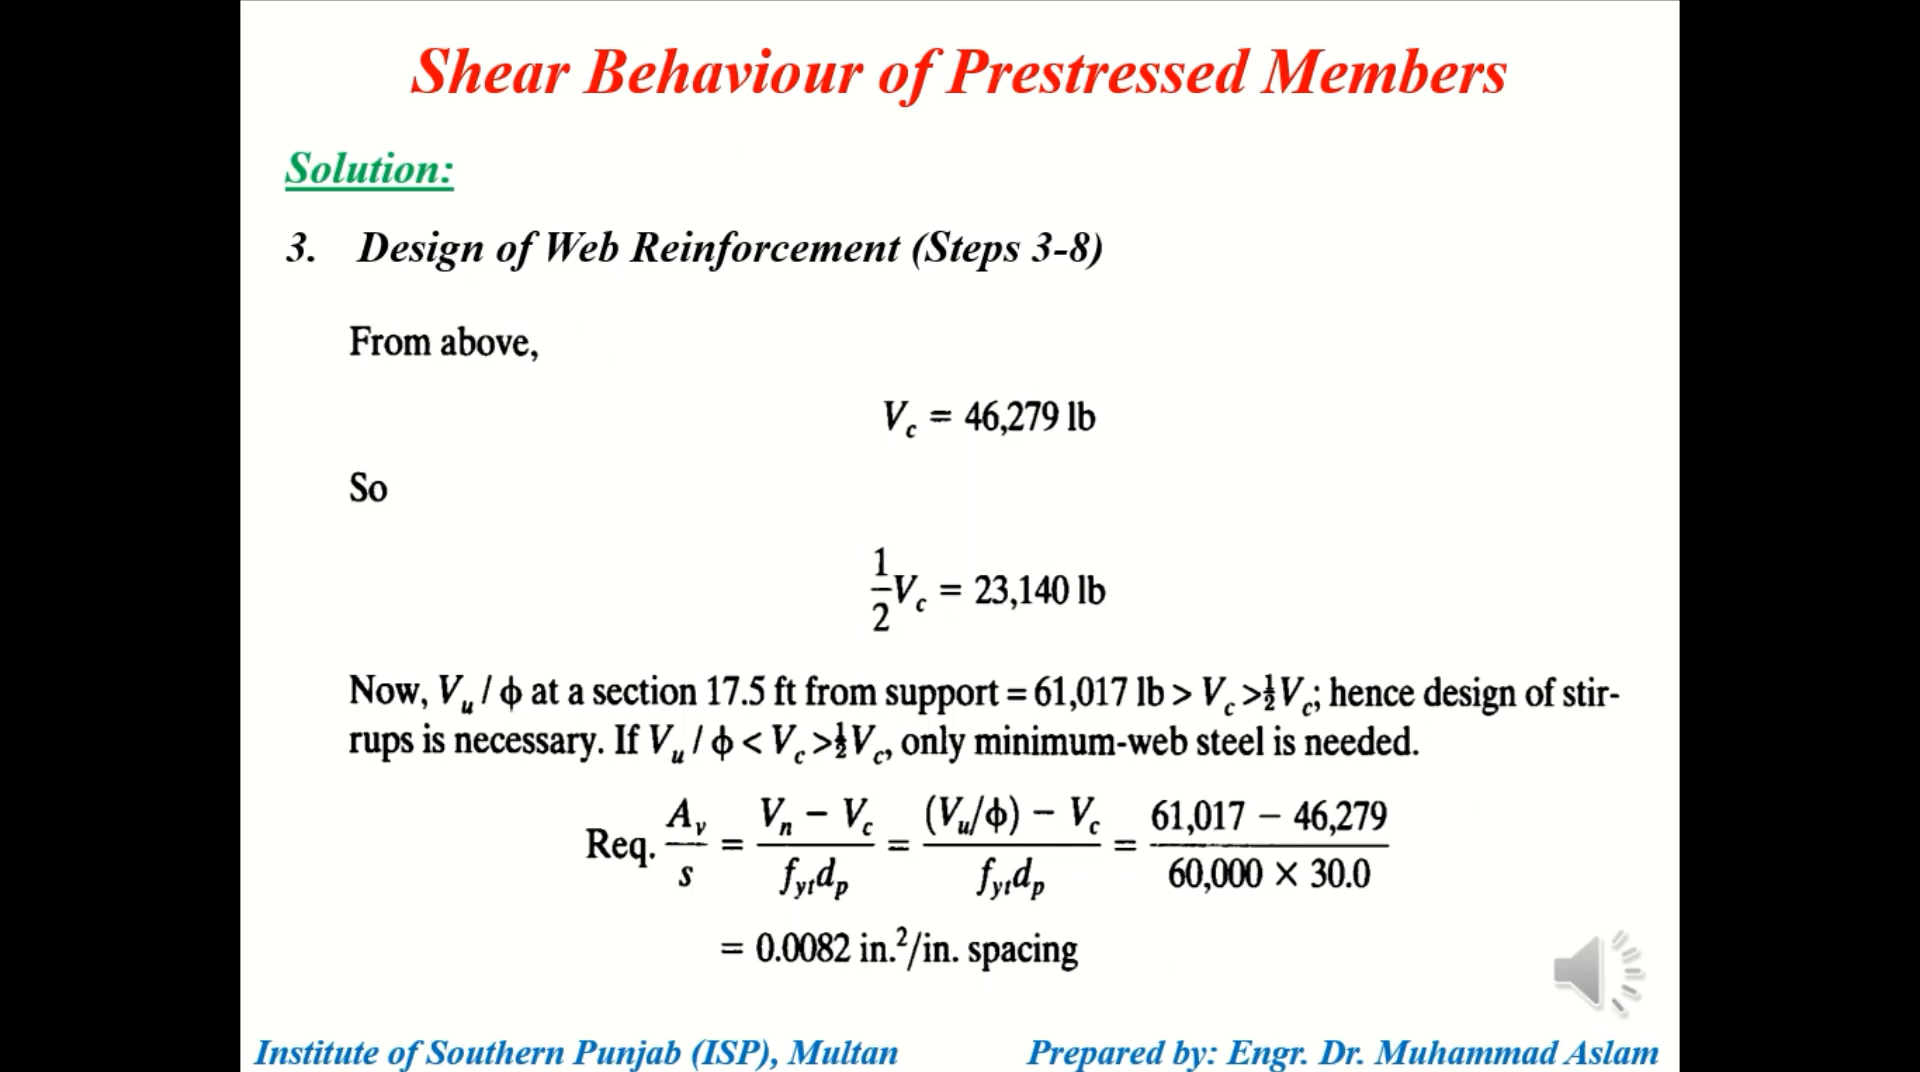 Shear Behaviour of Prestressed Members
Solution:
3. Design of Web Reinforcement (Steps 3-8)
From above,
V_c = 46,279 lb
So
1/2 V_c = 23,140 lb
Now, V_u / ϕ at a section 17.5 ft from support = 61,017 lb > V_c >½V_c; hence design of stir-
rups is necessary. If V_u / ϕ < V_c >½V_c, only minimum-web steel is needed.
Req. A_v/s = (V_n − V_c)/(f_yt d_p) = ((V_u/ϕ) − V_c)/(f_yt d_p) = (61,017 − 46,279)/(60,000 × 30.0)
= 0.0082 in.²/in. spacing
Institute of Southern Punjab (ISP), Multan
Prepared by: Engr. Dr. Muhammad Aslam